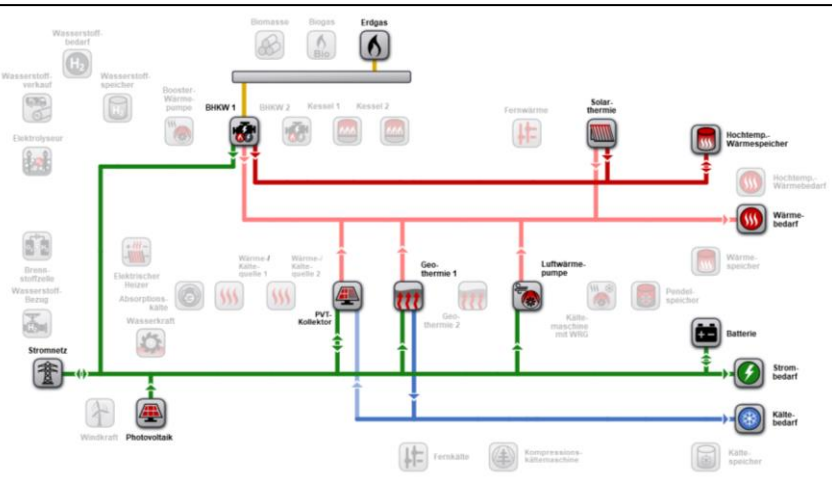 Biomasse
Biogas
Erdgas
Bio
Wasserstoff-
bedarf
H2
Wasserstoff-
verkauf
Wasserstoff-
speicher
H2
Booster-
Wärme-
pumpe
BHKW 1
BHKW 2
Kessel 1
Kessel 2
Fernwärme
Solar-
thermie
Hochtemp.-
Wärmespeicher
Elektrolyseur
Hochtemp.-
Wärmebedarf
Wärme-
bedarf
Brenn-
stoffzelle
Elektrischer
Heizer
Wärme-/
Kälte-
quelle 1
Wärme-/
Kälte-
quelle 2
Geo-
thermie 1
Luftwärme-
pumpe
Wärme-
speicher
Wasserstoff-
Bezug
Absorptions-
kälte
Wasserkraft
PVT-
Kollektor
Geo-
thermie 2
Kälte-
maschine
mit WRG
Pendel-
speicher
Batterie
Stromnetz
Strom-
bedarf
Windkraft
Photovoltaik
Kälte-
bedarf
Fernkälte
Kompressions-
kältemaschine
Kälte-
speicher